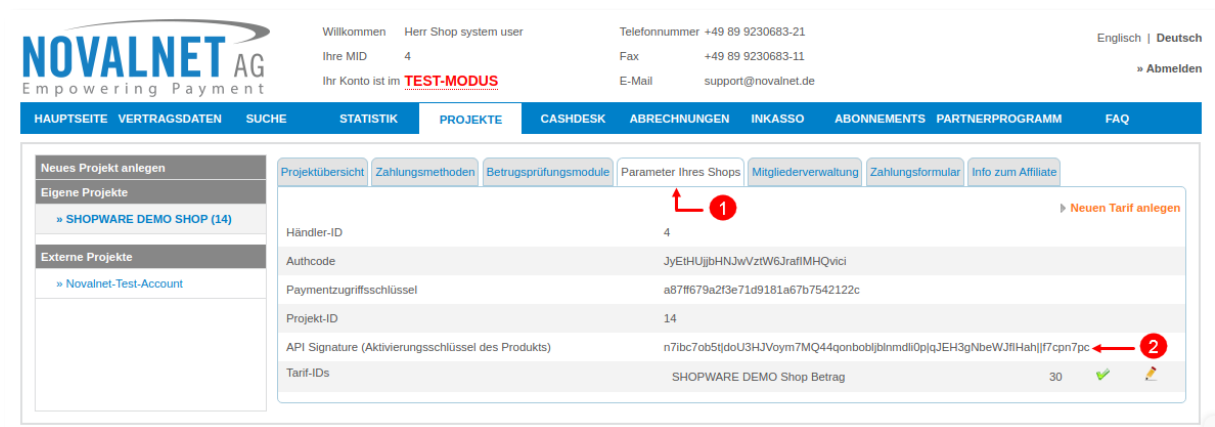 NOVALNET AG
Empowering Payment
Willkommen Herr Shop system user
Ihre MID 4
Ihr Konto ist im TEST-MODUS
Telefonnummer +49 89 9230683-21
Fax +49 89 9230683-11
E-Mail support@novalnet.de
Englisch | Deutsch
» Abmelden
HAUPTSEITE VERTRAGSDATEN SUCHE STATISTIK PROJEKTE CASHDESK ABRECHNUNGEN INKASSO ABONNEMENTS PARTNERPROGRAMM FAQ
Neues Projekt anlegen
Eigene Projekte
» SHOPWARE DEMO SHOP (14)
Externe Projekte
» Novalnet-Test-Account
Projektübersicht Zahlungsmethoden Betrugsprüfungsmodule Parameter Ihres Shops Mitgliederverwaltung Zahlungsformular Info zum Affiliate
1
Neuen Tarif anlegen
Händler-ID 4
Authcode JyEtHUjjbHNJwVztW6JraflMHQvici
Paymentzugriffsschlüssel a87ff679a2f3e71d9181a67b7542122c
Projekt-ID 14
API Signature (Aktivierungsschlüssel des Produkts) n7ibc7ob5t|doU3HJVoym7MQ44qonbobljblnmdli0p|qJEH3gNbeWJflHah||f7cpn7pc
2
Tarif-IDs SHOPWARE DEMO Shop Betrag 30